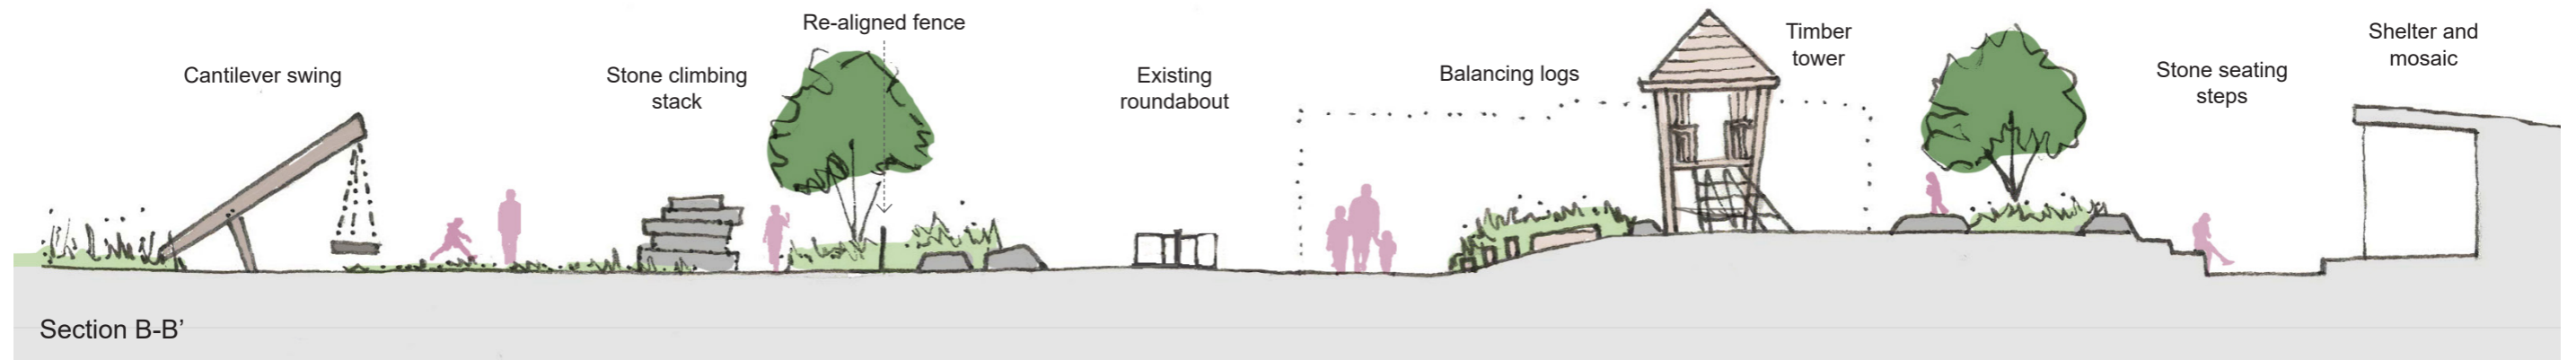 Re-aligned fence
Cantilever swing
Stone climbing
stack
Existing
roundabout
Balancing logs
Timber
tower
Stone seating
steps
Shelter and
mosaic
Section B-B’